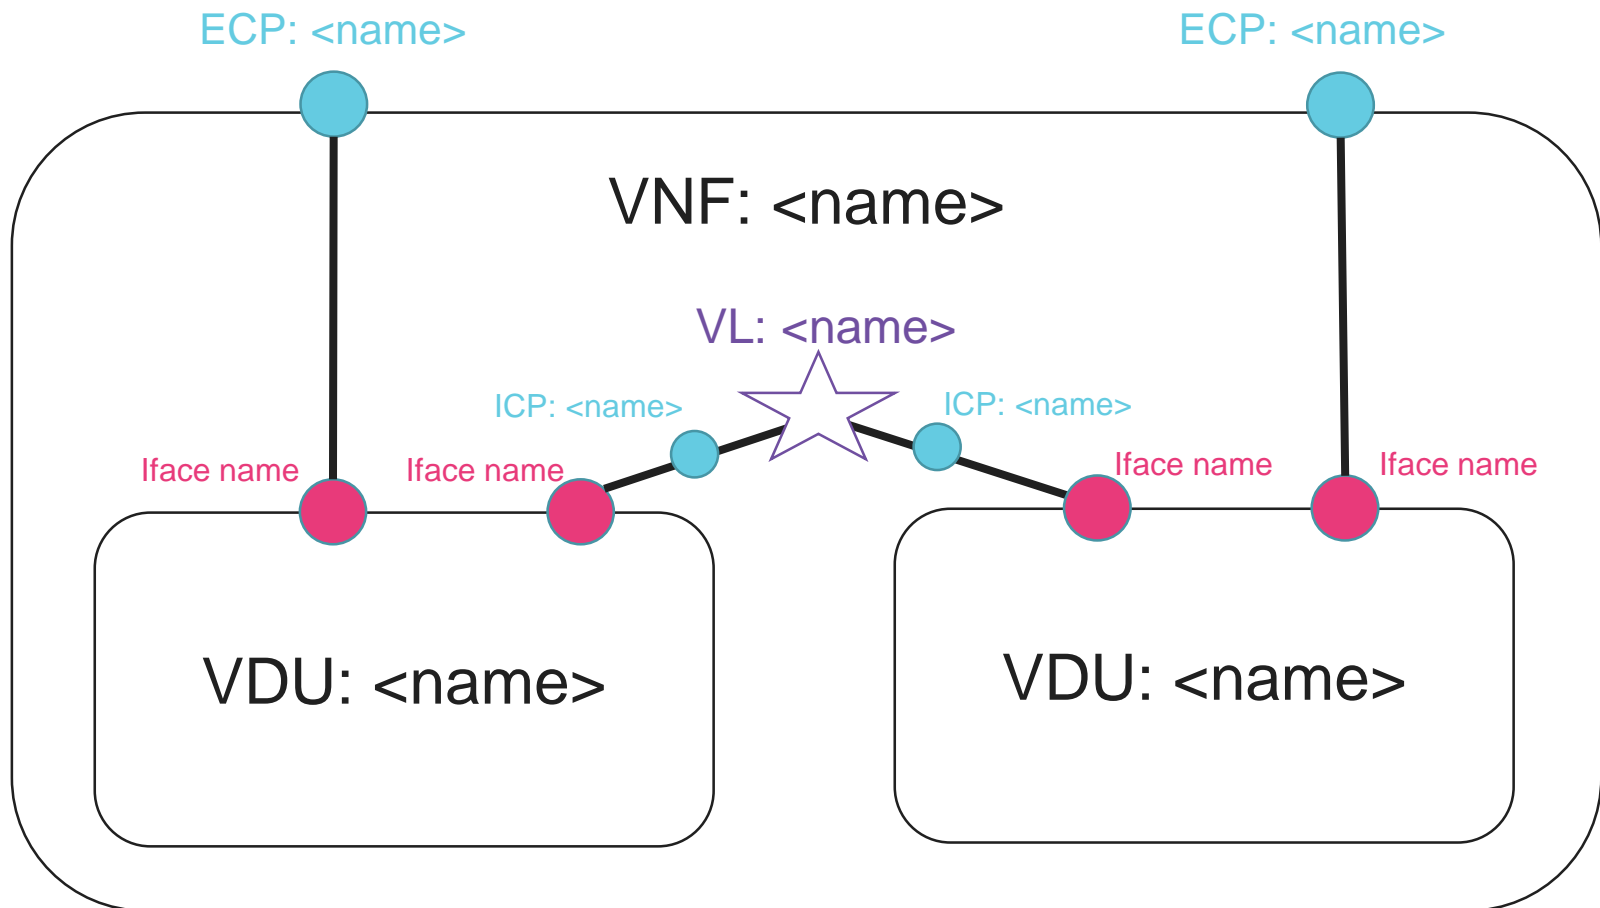 ECP: <name>
ECP: <name>
VNF: <name>
VL: <name>
ICP: <name>
ICP: <name>
Iface name
Iface name
Iface name
Iface name
VDU: <name>
VDU: <name>